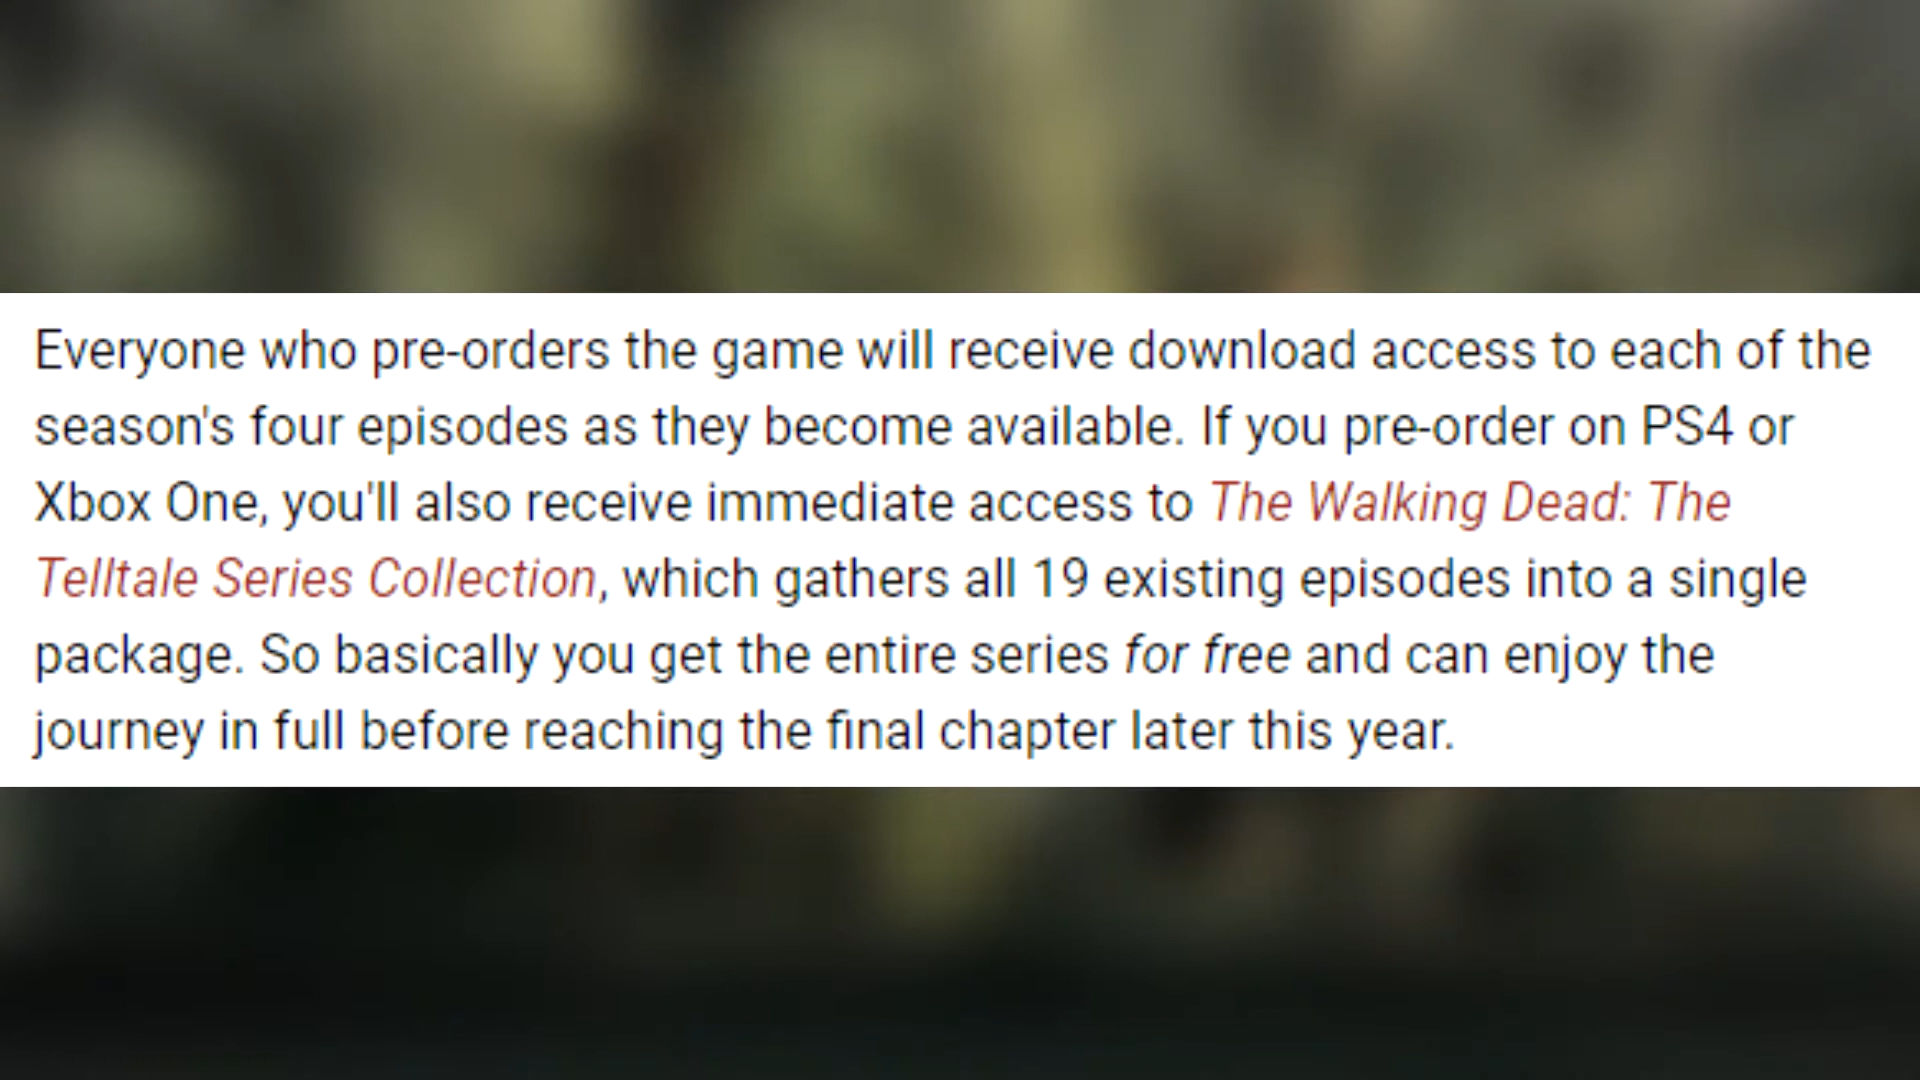 Everyone who pre-orders the game will receive download access to each of the
season's four episodes as they become available. If you pre-order on PS4 or
Xbox One, you'll also receive immediate access to The Walking Dead: The
Telltale Series Collection, which gathers all 19 existing episodes into a single
package. So basically you get the entire series for free and can enjoy the
journey in full before reaching the final chapter later this year.